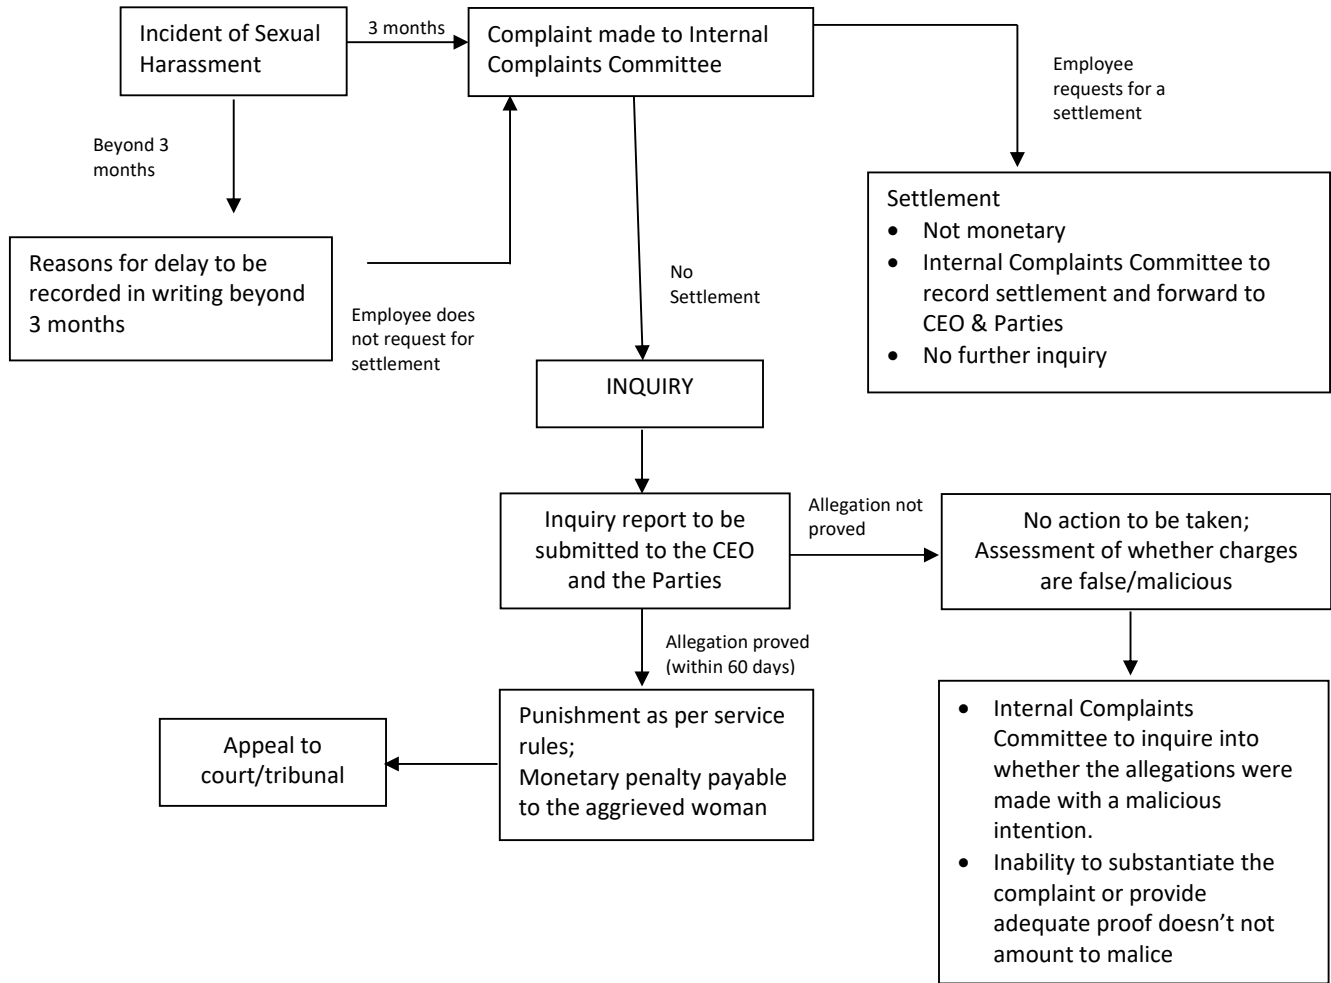 Incident of Sexual
Harassment
3 months
Complaint made to Internal
Complaints Committee
Employee
requests for a
settlement
Beyond 3
months
Settlement
• Not monetary
• Internal Complaints Committee to
record settlement and forward to
CEO & Parties
• No further inquiry
Reasons for delay to be
recorded in writing beyond
3 months
Employee does
not request for
settlement
No
Settlement
INQUIRY
Inquiry report to be
submitted to the CEO
and the Parties
Allegation not
proved
No action to be taken;
Assessment of whether charges
are false/malicious
Allegation proved
(within 60 days)
Punishment as per service
rules;
Monetary penalty payable
to the aggrieved woman
Appeal to
court/tribunal
• Internal Complaints
Committee to inquire into
whether the allegations were
made with a malicious
intention.
• Inability to substantiate the
complaint or provide
adequate proof doesn’t not
amount to malice